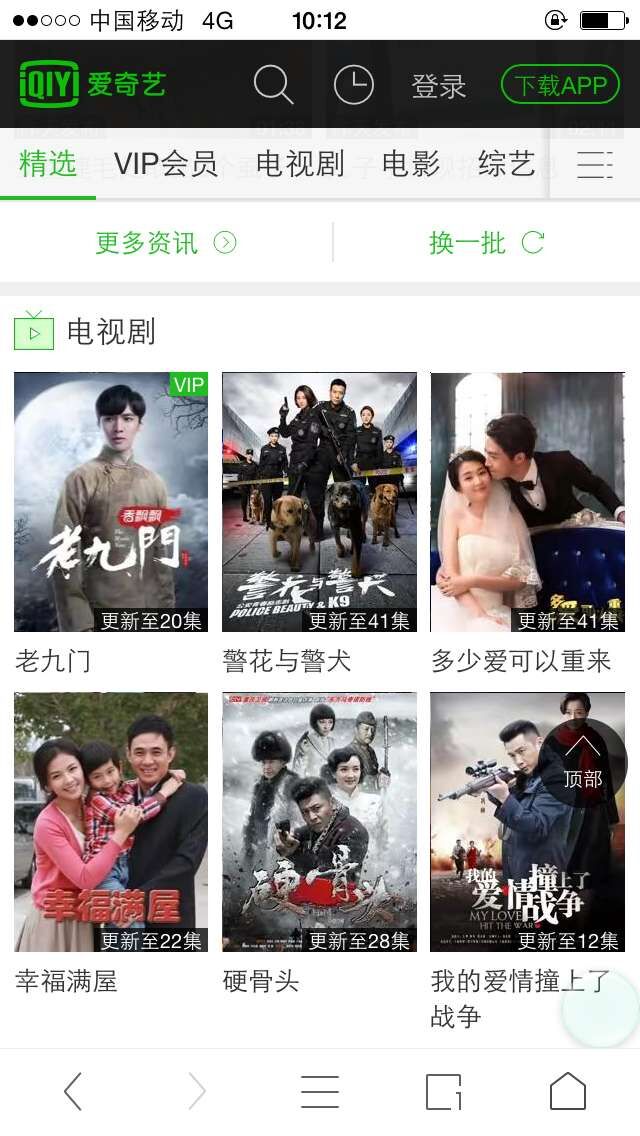 中国移动 4G 10:12
iQIYI 爱奇艺 登录 下载APP
精选 VIP会员 电视剧 电影 综艺
更多资讯 换一批
电视剧
VIP
香飘飘
老九門
更新至20集
老九门
警花与警犬
POLICE BEAUTY & K9
更新至41集
警花与警犬
更新至41集
多少爱可以重来
幸福满屋
更新至22集
幸福满屋
硬骨头
更新至28集
硬骨头
顶部
我的爱情撞上了战争
MY LOVE
HIT THE WAR
更新至12集
我的爱情撞上了
战争
1